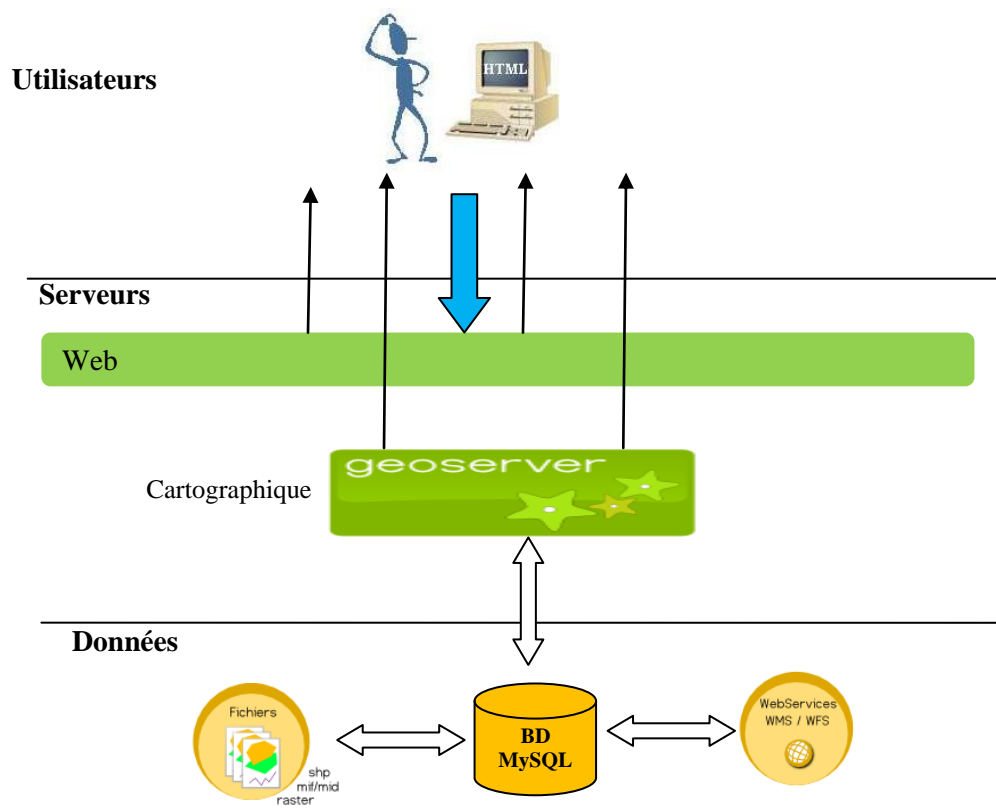 Utilisateurs
HTML
Serveurs
Web
geoserver
Cartographique
Données
Fichiers
shp
mif/mid
raster
BD
MySQL
WebServices
WMS / WFS